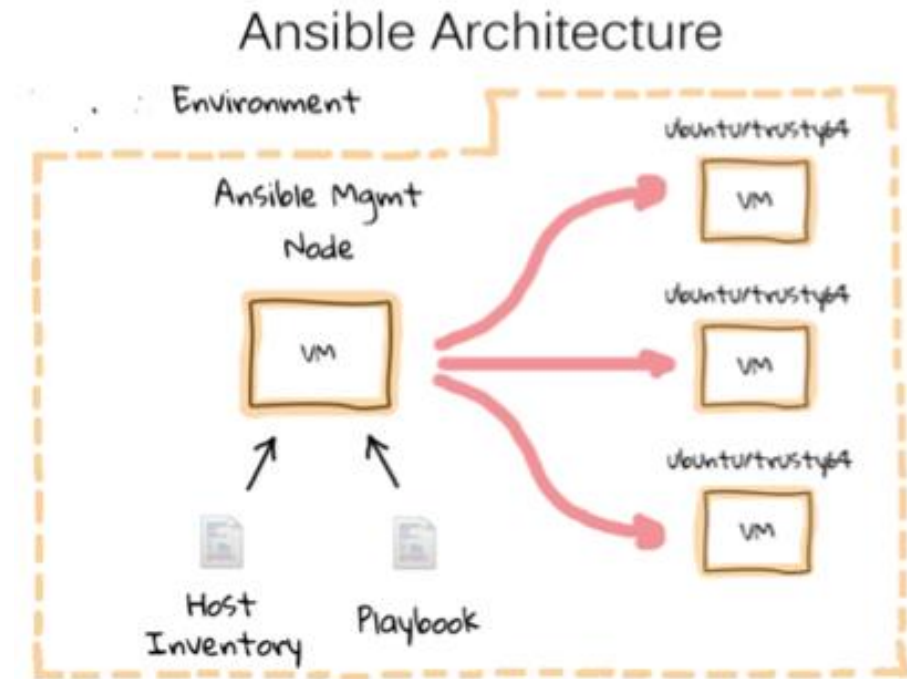 Ansible Architecture
Environment
Ansible Mgmt
Node
VM
Host
Inventory
Playbook
ubuntu/trusty64
VM
ubuntu/trusty64
VM
ubuntu/trusty64
VM